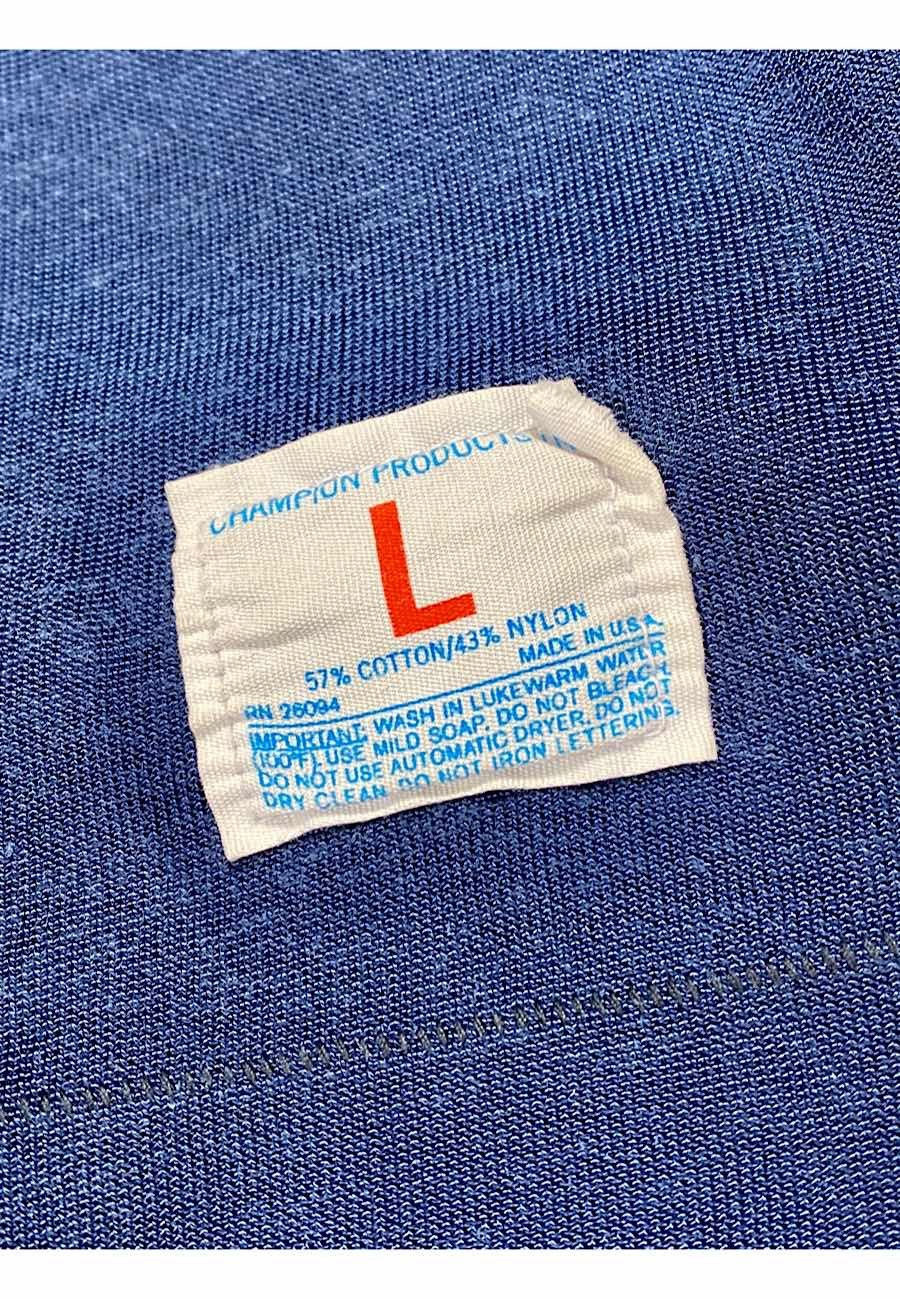 CHAMPION PRODUCTS IN
L
57% COTTON/43% NYLON
RN 26094 MADE IN U.S.A.
IMPORTANT. WASH IN LUKEWARM WATER
(100°F). USE MILD SOAP. DO NOT BLEACH.
DO NOT USE AUTOMATIC DRYER. DO NOT
DRY CLEAN. DO NOT IRON LETTERING.